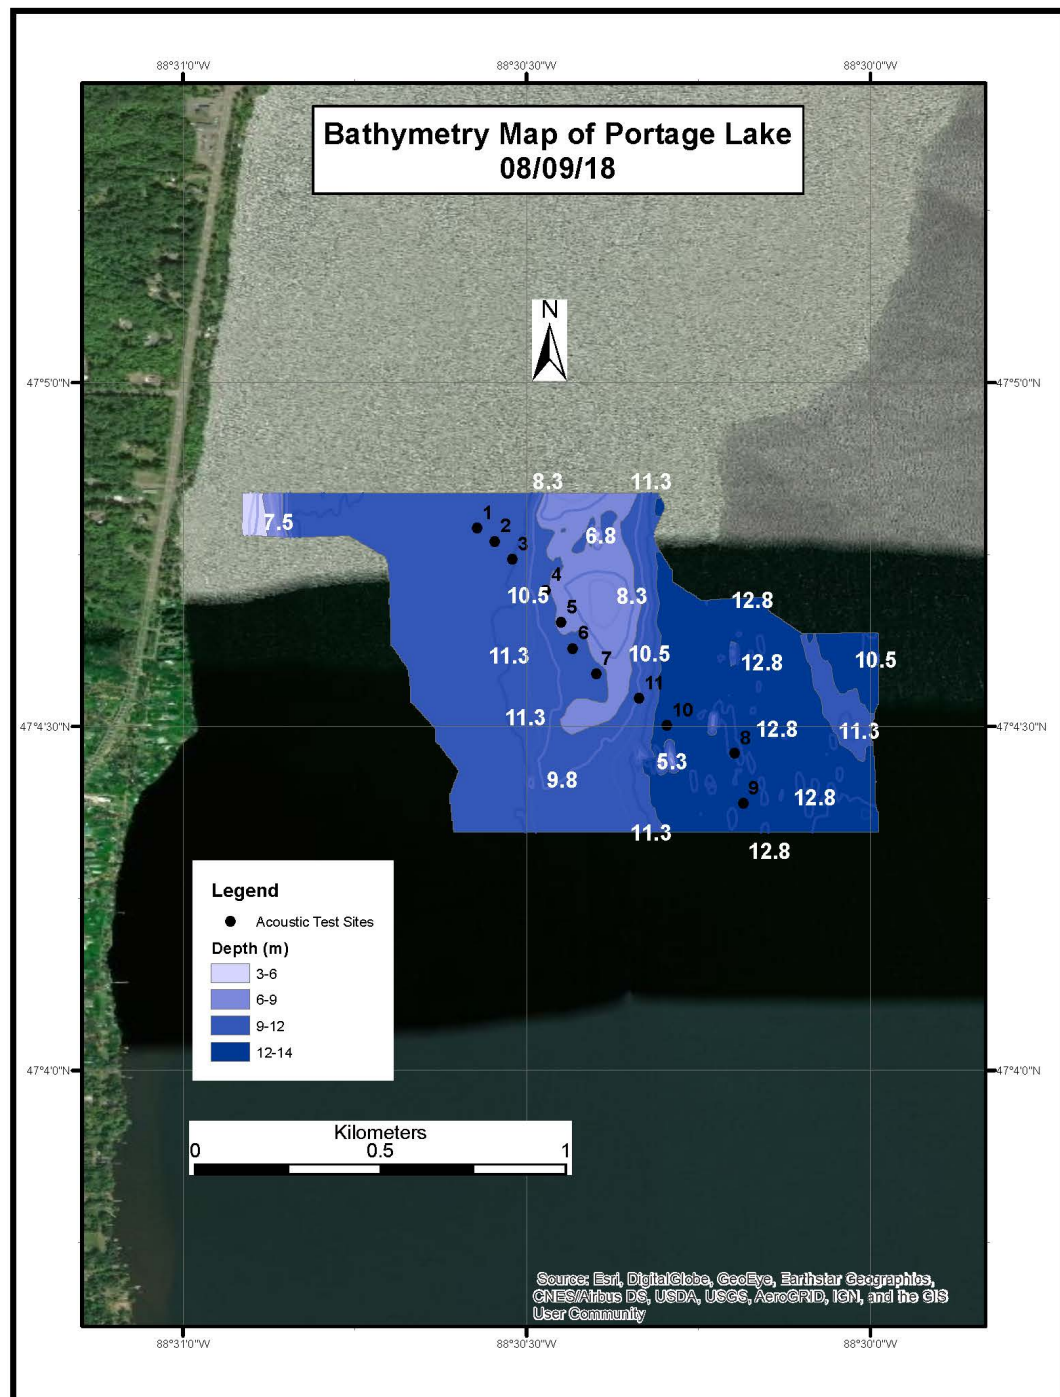 88°31'0"W 88°30'30"W 88°30'0"W
Bathymetry Map of Portage Lake
08/09/18
N
47°5'0"N 47°5'0"N
8.3 11.3
7.5 1 2 6.8
3
4
10.5 8.3 12.8
5
6
11.3 10.5 12.8 10.5
7
11
11.3 10 12.8 11.3
47°4'30"N 47°4'30"N
8
5.3
9.8 9 12.8
11.3
12.8
Legend
Acoustic Test Sites
Depth (m)
3-6
6-9
9-12
12-14
47°4'0"N 47°4'0"N
Kilometers
0 0.5 1
Source: Esri, DigitalGlobe, GeoEye, Earthstar Geographics,
CNES/Airbus DS, USDA, USGS, AeroGRID, IGN, and the GIS
User Community
88°31'0"W 88°30'30"W 88°30'0"W